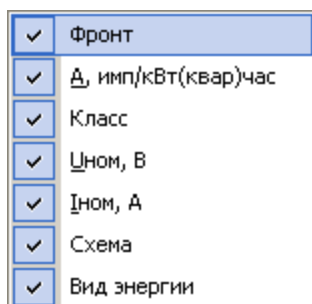 Фронт
А, имп/кВт(квар)час
Класс
Uном, В
Iном, А
Схема
Вид энергии